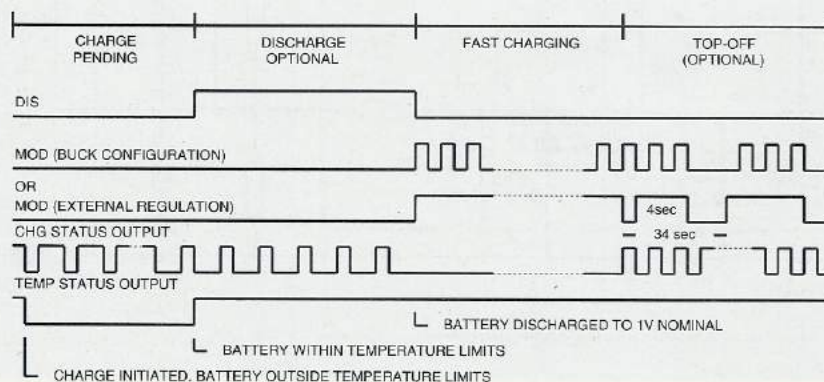 CHARGE PENDING
DISCHARGE OPTIONAL
FAST CHARGING
TOP-OFF (OPTIONAL)
DIS
MOD (BUCK CONFIGURATION)
OR
MOD (EXTERNAL REGULATION)
4sec
34 sec
CHG STATUS OUTPUT
TEMP STATUS OUTPUT
BATTERY DISCHARGED TO 1V NOMINAL
BATTERY WITHIN TEMPERATURE LIMITS
CHARGE INITIATED, BATTERY OUTSIDE TEMPERATURE LIMITS